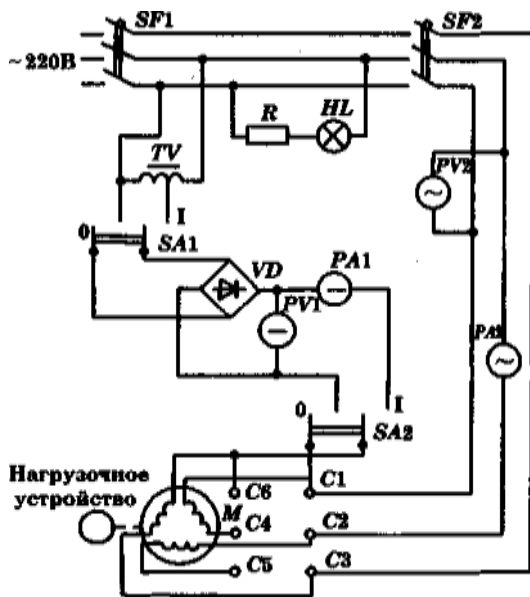 SF1
SF2
~220В
R
HL
TV
PV2
0
I
SA1
VD
PA1
PV1
PA2
0
I
SA2
Нагрузочное
устройство
M
C6
C1
C4
C2
C5
C3